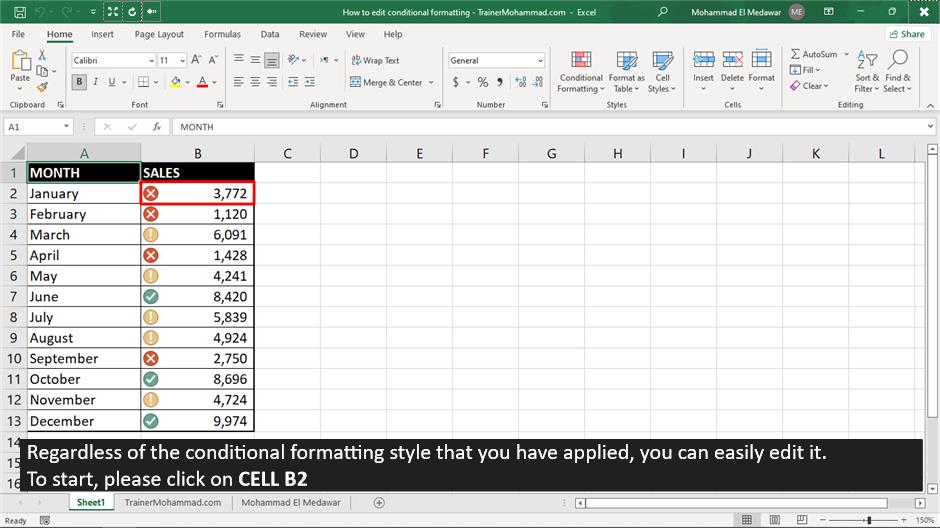 How to edit conditional formatting - TrainerMohammad.com - Excel
Mohammad El Medawar
ME
File
Home
Insert
Page Layout
Formulas
Data
Review
View
Help
Share
Paste
Clipboard
Calibri
11
A^ A˅
B I U
A
Font
Wrap Text
Merge & Center
Alignment
General
$ % 9
Number
Conditional Formatting
Format as Table
Cell Styles
Styles
Insert
Delete
Format
Cells
AutoSum
Fill
Clear
Sort & Filter
Find & Select
Editing
A1
fx
MONTH
A B C D E F G H I J K L
1 MONTH SALES
2 January 3,772
3 February 1,120
4 March 6,091
5 April 1,428
6 May 4,241
7 June 8,420
8 July 5,839
9 August 4,924
10 September 2,750
11 October 8,696
12 November 4,724
13 December 9,974
14
15
16
Regardless of the conditional formatting style that you have applied, you can easily edit it.
To start, please click on CELL B2
Sheet1
TrainerMohammad.com
Mohammad El Medawar
Ready
150%